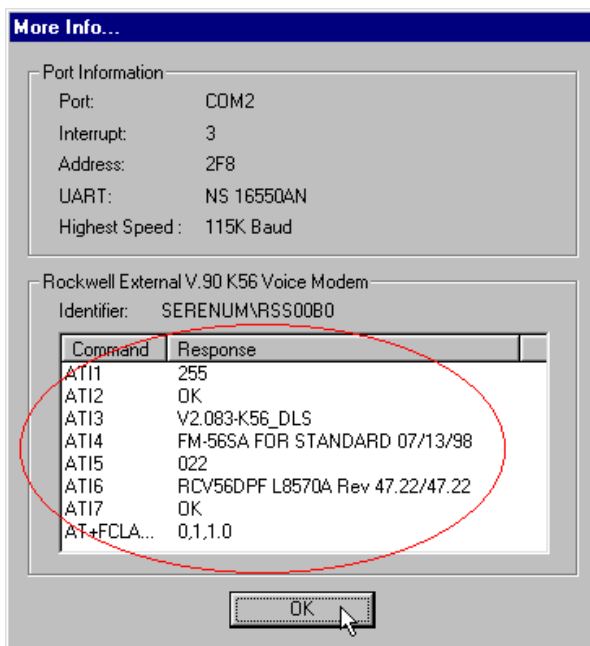 More Info...
Port Information
Port: COM2
Interrupt: 3
Address: 2F8
UART: NS 16550AN
Highest Speed : 115K Baud
Rockwell External V.90 K56 Voice Modem
Identifier: SERENUM\RSS00B0
Command Response
ATI1 255
ATI2 OK
ATI3 V2.083-K56_DLS
ATI4 FM-56SA FOR STANDARD 07/13/98
ATI5 022
ATI6 RCV56DPF L8570A Rev 47.22/47.22
ATI7 OK
AT+FCLA... 0,1,1.0
OK